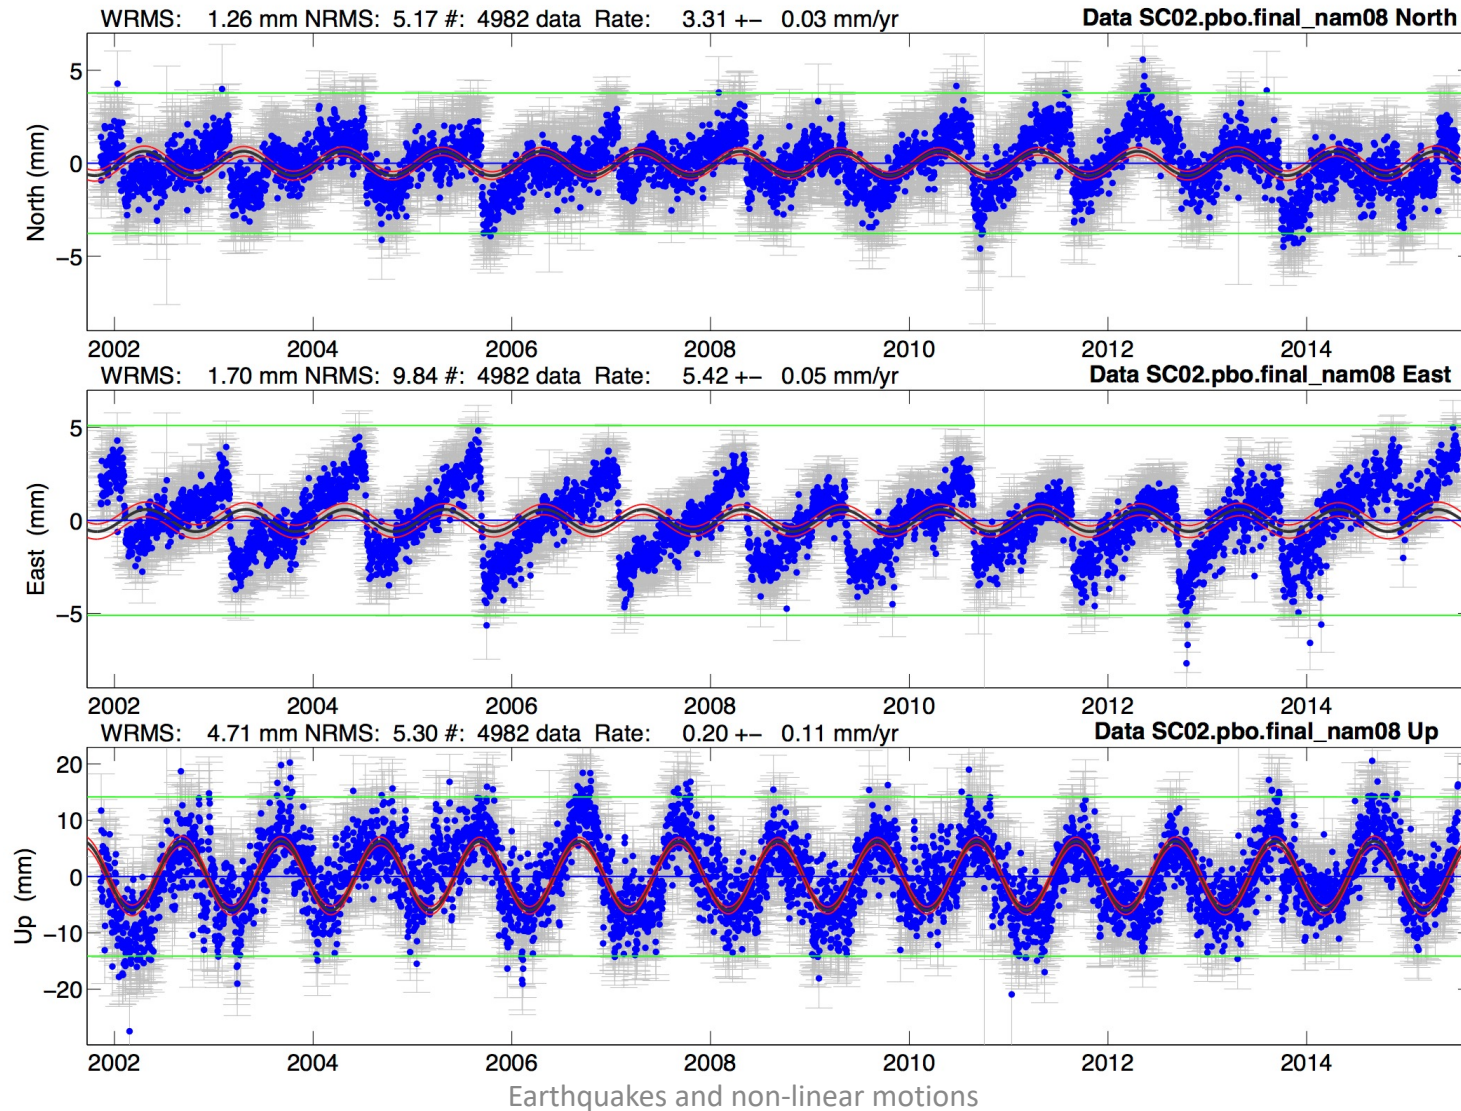 WRMS: 1.26 mm NRMS: 5.17 #: 4982 data Rate: 3.31 +− 0.03 mm/yr Data SC02.pbo.final_nam08 North
5
0
−5
North (mm)
2002 2004 2006 2008 2010 2012 2014
WRMS: 1.70 mm NRMS: 9.84 #: 4982 data Rate: 5.42 +− 0.05 mm/yr Data SC02.pbo.final_nam08 East
5
0
−5
East (mm)
2002 2004 2006 2008 2010 2012 2014
WRMS: 4.71 mm NRMS: 5.30 #: 4982 data Rate: 0.20 +− 0.11 mm/yr Data SC02.pbo.final_nam08 Up
20
10
0
−10
−20
Up (mm)
2002 2004 2006 2008 2010 2012 2014
Earthquakes and non-linear motions